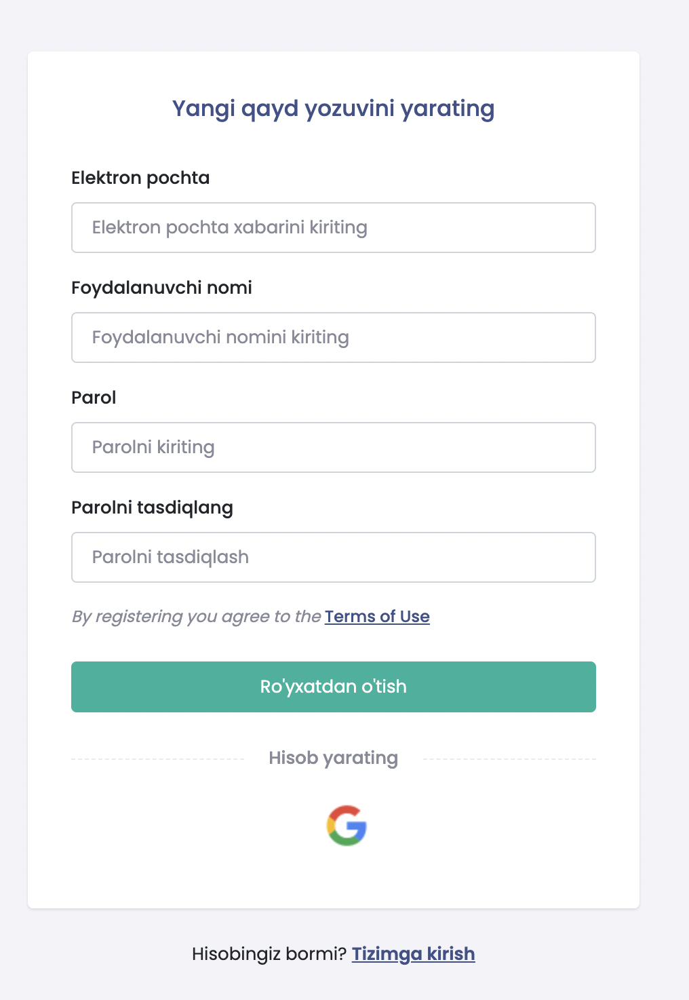 Yangi qayd yozuvini yarating
Elektron pochta
Elektron pochta xabarini kiriting
Foydalanuvchi nomi
Foydalanuvchi nomini kiriting
Parol
Parolni kiriting
Parolni tasdiqlang
Parolni tasdiqlash
By registering you agree to the Terms of Use
Ro'yxatdan o'tish
Hisob yarating
Hisobingiz bormi? Tizimga kirish